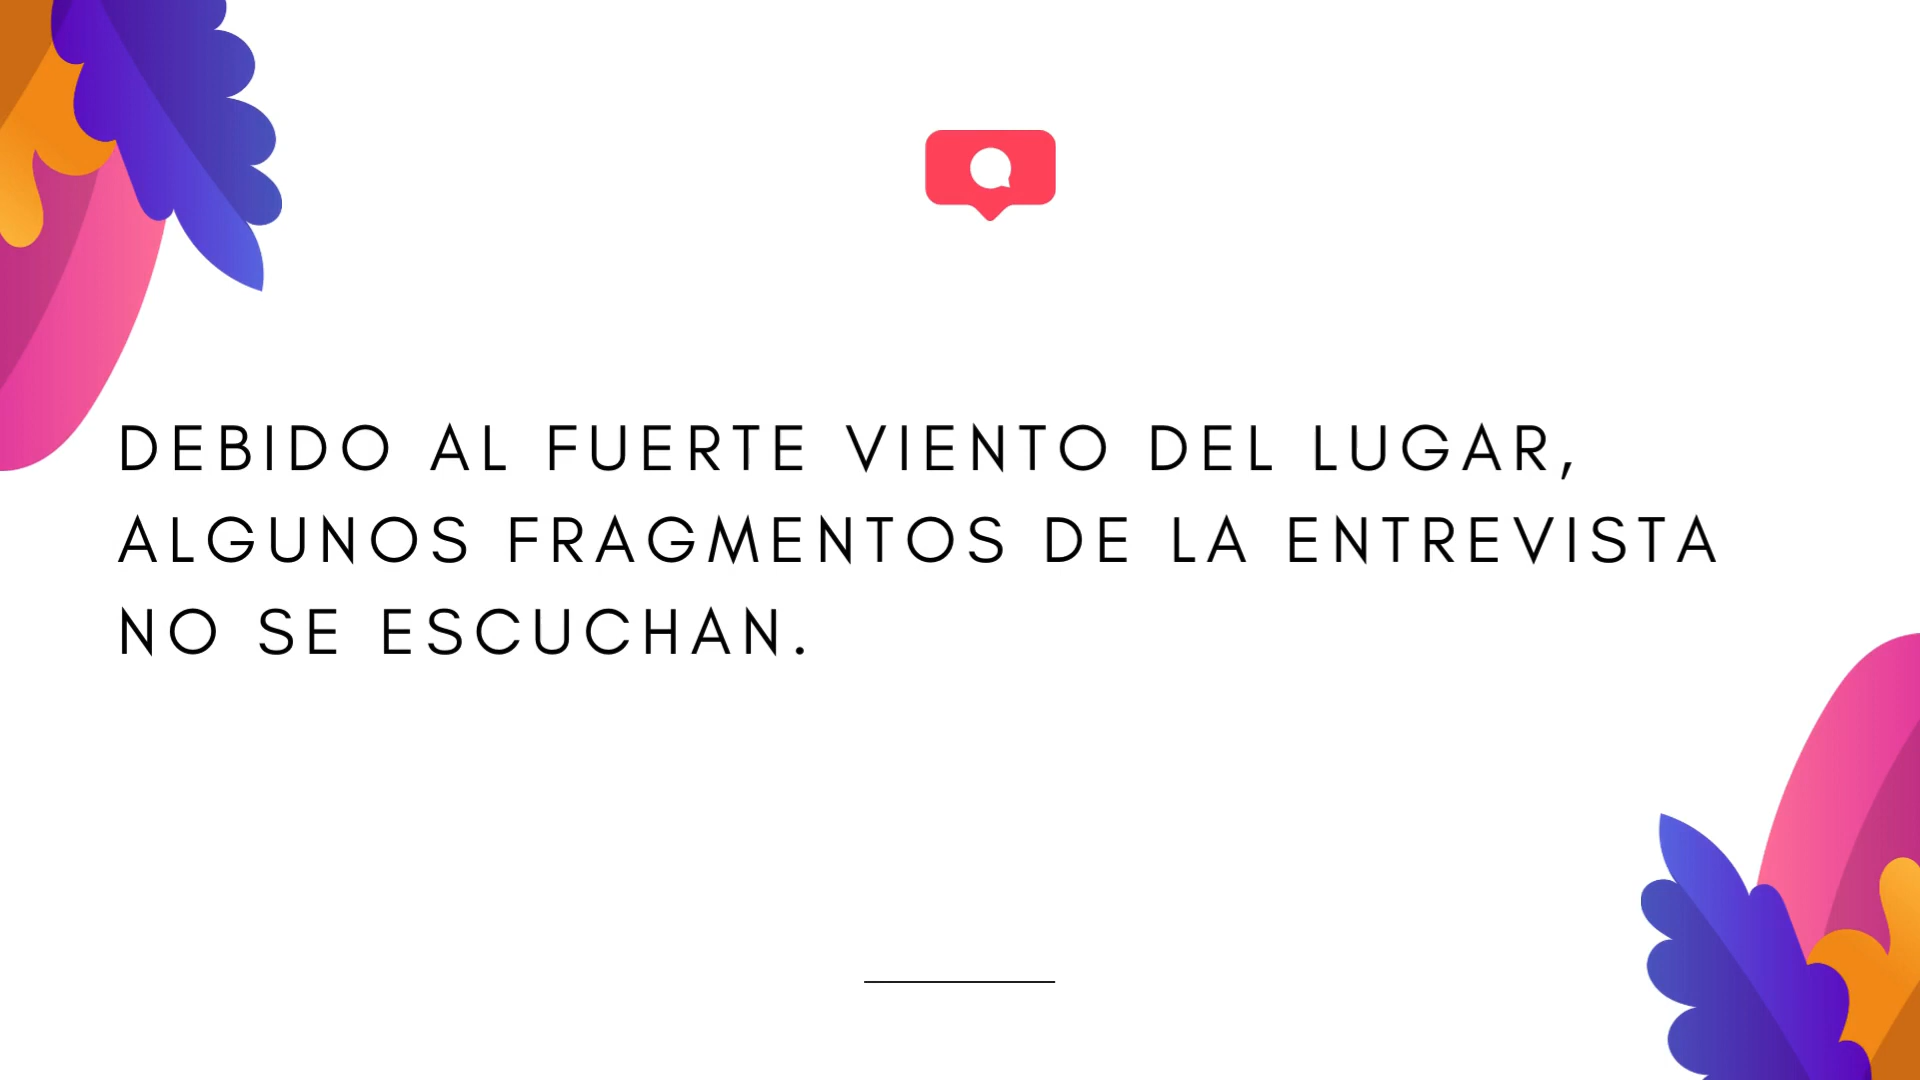 DEBIDO AL FUERTE VIENTO DEL LUGAR,
ALGUNOS FRAGMENTOS DE LA ENTREVISTA
NO SE ESCUCHAN.